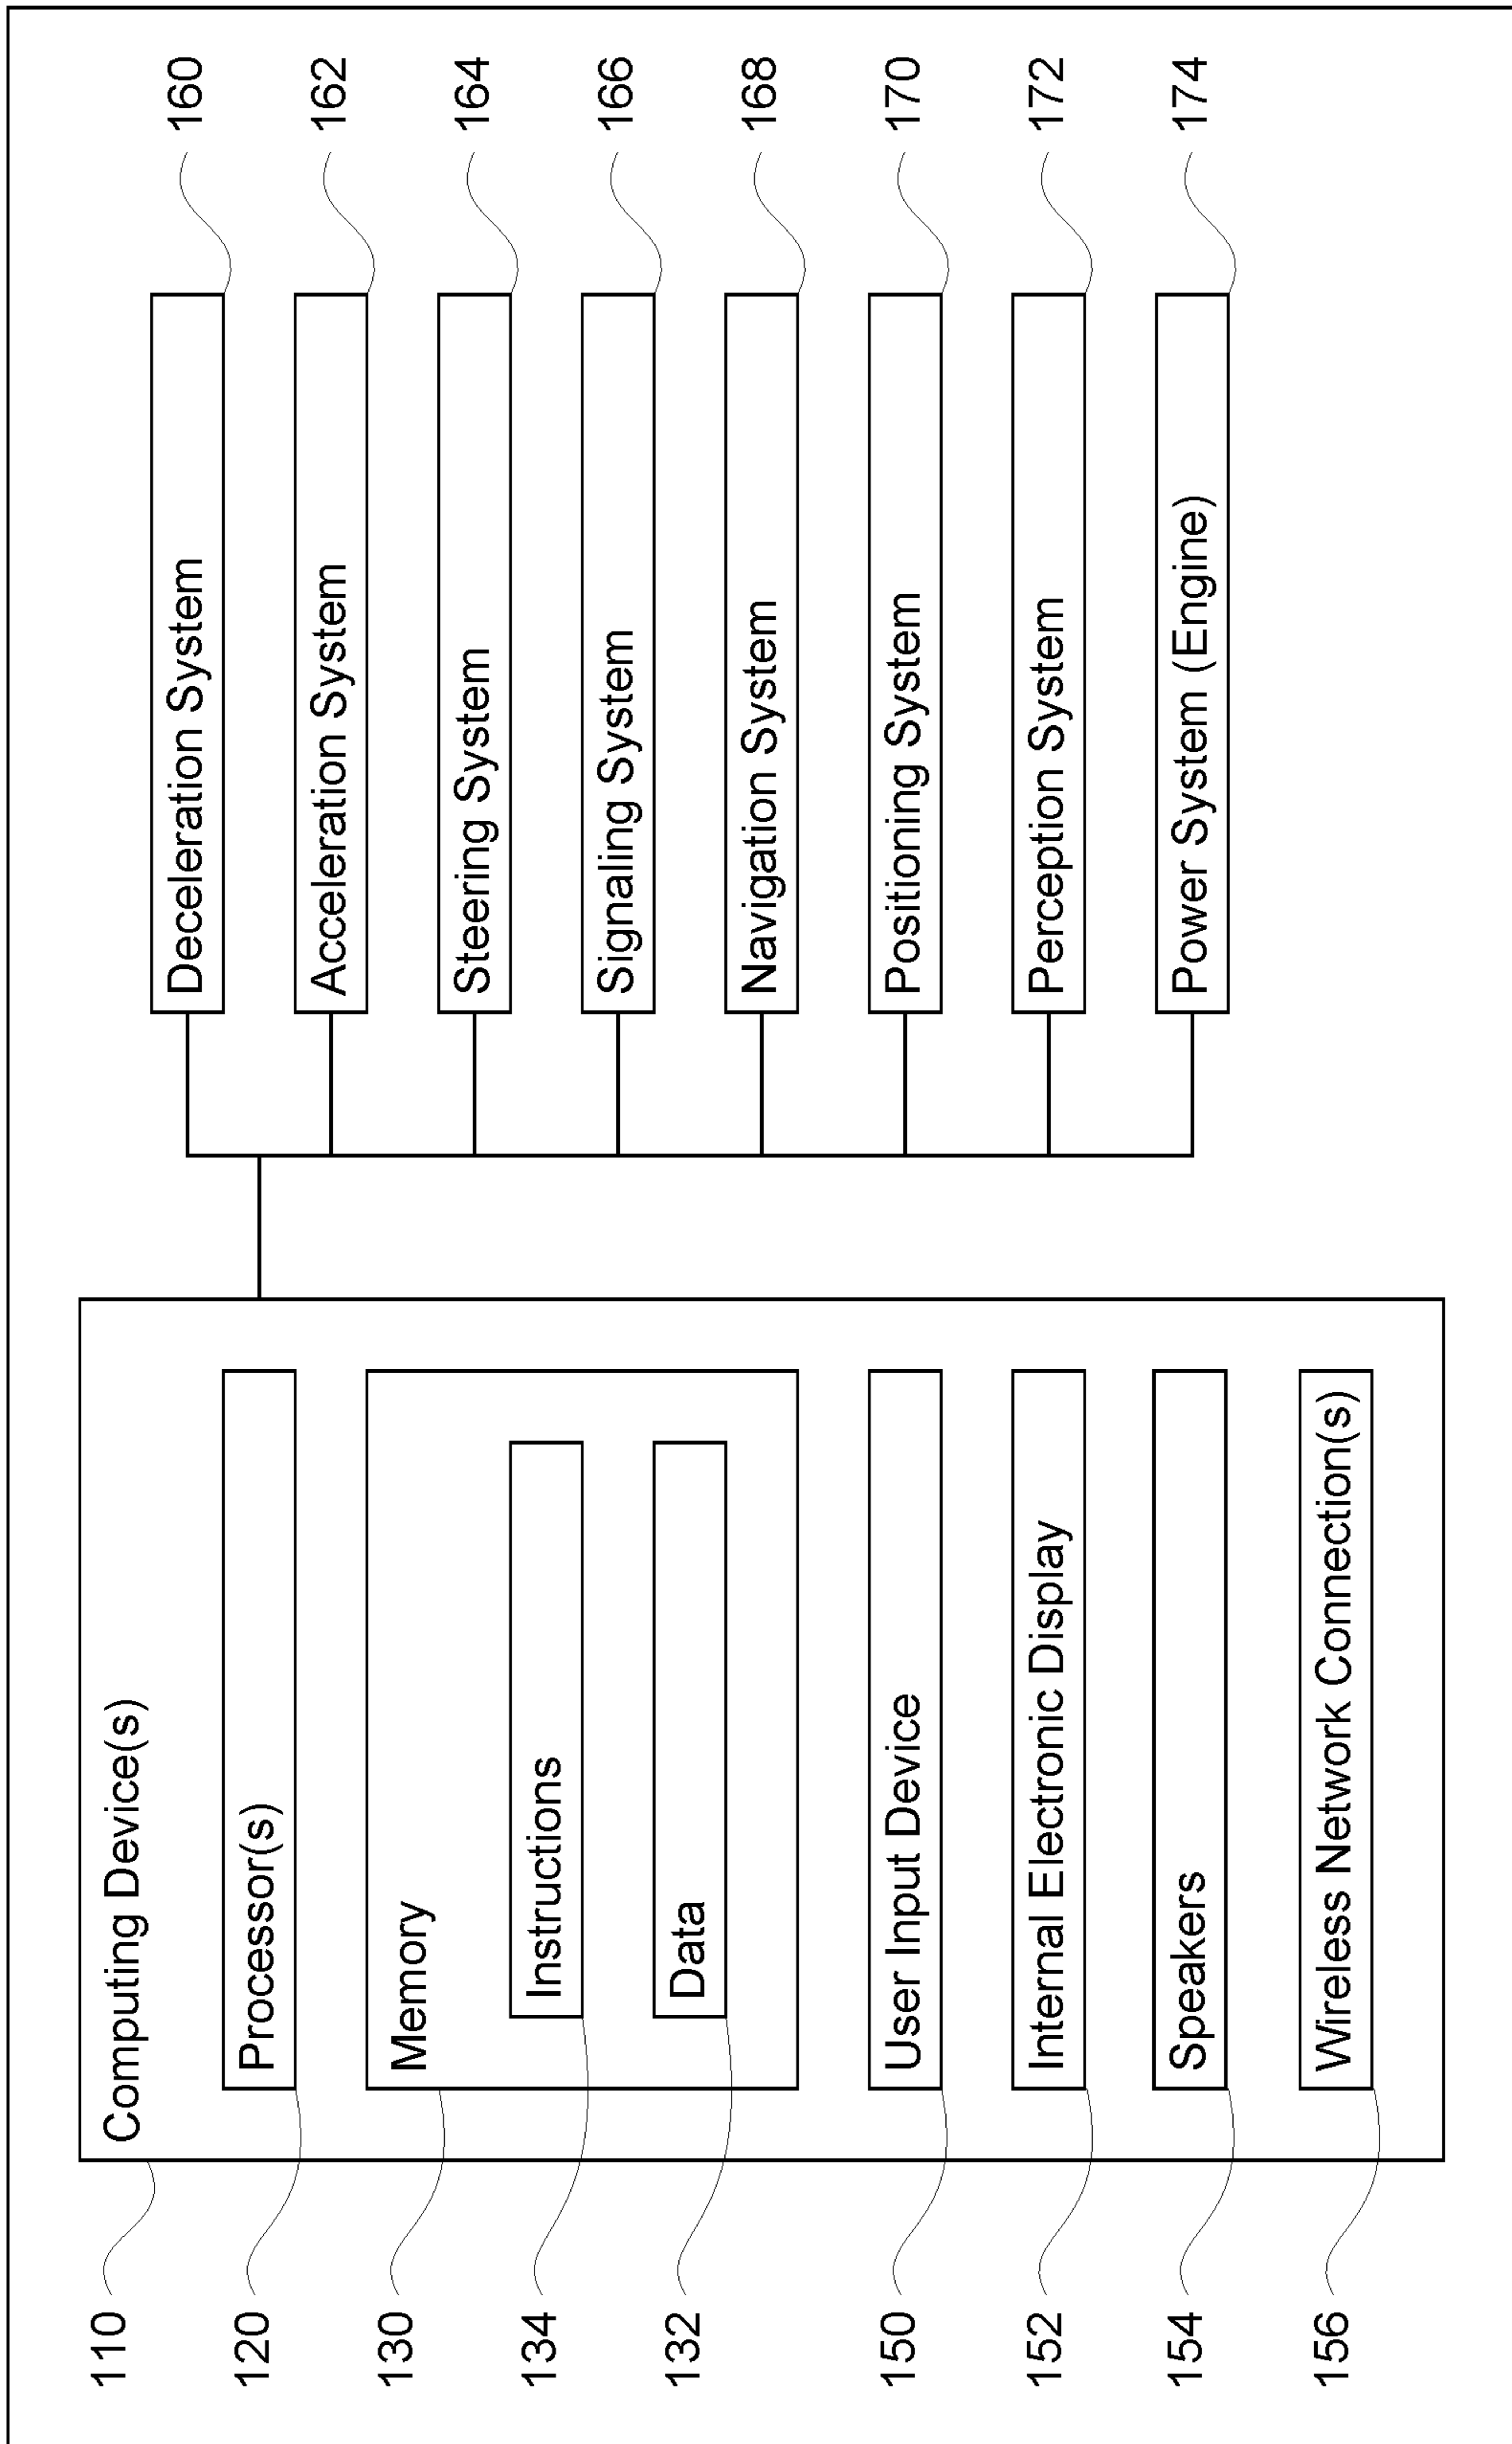 110
Computing Device(s)
120
Processor(s)
130
Memory
134
Instructions
132
Data
150
User Input Device
152
Internal Electronic Display
154
Speakers
156
Wireless Network Connection(s)
Deceleration System
160
Acceleration System
162
Steering System
164
Signaling System
166
Navigation System
168
Positioning System
170
Perception System
172
Power System (Engine)
174